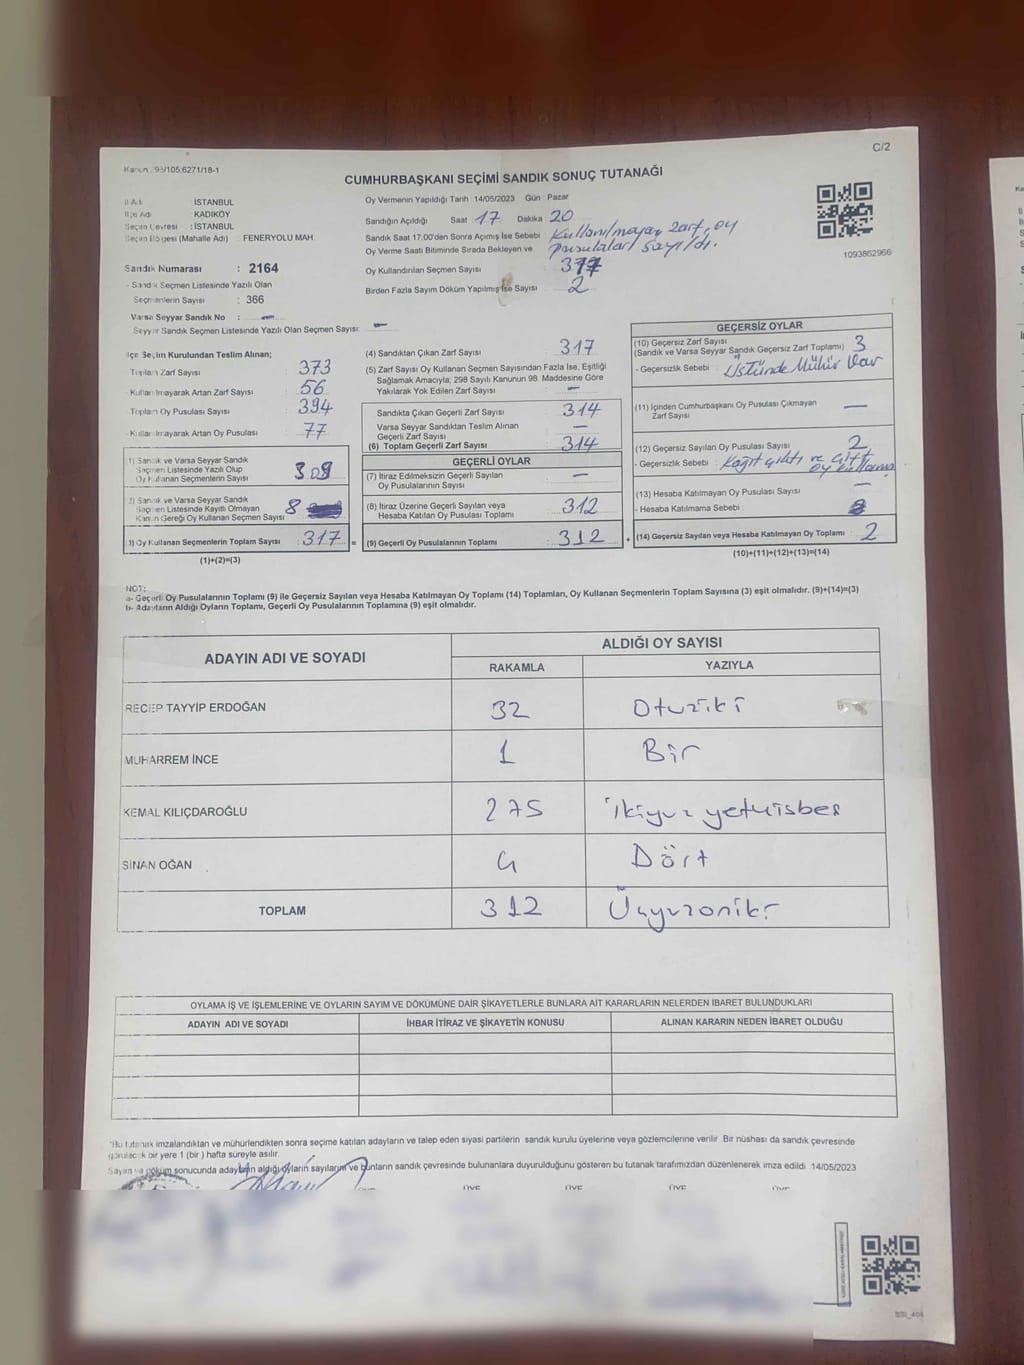 C/2
Kanun : 93/105;6271/18-1
CUMHURBAŞKANI SEÇİMİ SANDIK SONUÇ TUTANAĞI
İl Adı : İSTANBUL
İlçe Adı : KADIKÖY
Seçim Çevresi : İSTANBUL
Seçim Bölgesi (Mahalle Adı) FENERYOLU MAH.
Sandık Numarası : 2164
- Sandık Seçmen Listesinde Yazılı Olan
Seçmenlerin Sayısı : 366
Varsa Seyyar Sandık No : -
Seyyar Sandık Seçmen Listesinde Yazılı Olan Seçmen Sayısı: -
Oy Vermenin Yapıldığı Tarih : 14/05/2023 Gün : Pazar
Sandığın Açıldığı Saat 17 Dakika 20
Sandık Saat 17:00'den Sonra Açılmış İse Sebebi Kullanılmayan zarf, oy
pusulaları sayıldı.
Oy Verme Saati Bitiminde Sırada Bekleyen ve
Oy Kullandırılan Seçmen Sayısı
Birden Fazla Sayım Döküm Yapılmış İse Sayısı 2
1093862966
İlçe Seçim Kurulundan Teslim Alınan;
Toplam Zarf Sayısı 373
Kullanılmayarak Artan Zarf Sayısı 56
Toplam Oy Pusulası Sayısı 394
- Kullanılmayarak Artan Oy Pusulası 77
1) Sandık ve Varsa Seyyar Sandık
Seçmen Listesinde Yazılı Olup
Oy Kullanan Seçmenlerin Sayısı 309
2) Sandık ve Varsa Seyyar Sandık
Seçmen Listesinde Kayıtlı Olmayan
Kanun Gereği Oy Kullanan Seçmen Sayısı 8
3) Oy Kullanan Seçmenlerin Toplam Sayısı : 317 =
(1)+(2)=(3)
(4) Sandıktan Çıkan Zarf Sayısı 317
(5) Zarf Sayısı Oy Kullanan Seçmen Sayısından Fazla İse, Eşitliği
Sağlamak Amacıyla, 298 Sayılı Kanunun 98. Maddesine Göre
Yakılarak Yok Edilen Zarf Sayısı -
Sandıkta Çıkan Geçerli Zarf Sayısı 314
Varsa Seyyar Sandıktan Teslim Alınan
Geçerli Zarf Sayısı -
(6) Toplam Geçerli Zarf Sayısı 314
GEÇERLİ OYLAR
(7) İtiraz Edilmeksizin Geçerli Sayılan
Oy Pusulalarının Sayısı -
(8) İtiraz Üzerine Geçerli Sayılan veya
Hesaba Katılan Oy Pusulası Toplamı 312
(9) Geçerli Oy Pusulalarının Toplamı : 312 +
GEÇERSİZ OYLAR
(10) Geçersiz Zarf Sayısı
(Sandık ve Varsa Seyyar Sandık Geçersiz Zarf Toplamı) 3
- Geçersizlik Sebebi : Üstünde Mühür Var
(11) İçinden Cumhurbaşkanı Oy Pusulası Çıkmayan
Zarf Sayısı -
(12) Geçersiz Sayılan Oy Pusulası Sayısı 2
- Geçersizlik Sebebi : Kağıt çıktı ve çift
oy kullanma
(13) Hesaba Katılmayan Oy Pusulası Sayısı -
- Hesaba Katılmama Sebebi
(14) Geçersiz Sayılan veya Hesaba Katılmayan Oy Toplamı : 2
(10)+(11)+(12)+(13)=(14)
NOT:
a- Geçerli Oy Pusulalarının Toplamı (9) ile Geçersiz Sayılan veya Hesaba Katılmayan Oy Toplamı (14) Toplamları, Oy Kullanan Seçmenlerin Toplam Sayısına (3) eşit olmalıdır. (9)+(14)=(3)
b- Adayların Aldığı Oyların Toplamı, Geçerli Oy Pusulalarının Toplamına (9) eşit olmalıdır.
ADAYIN ADI VE SOYADI ALDIĞI OY SAYISI
RAKAMLA YAZIYLA
RECEP TAYYİP ERDOĞAN 32 Otuziki
MUHARREM İNCE 1 Bir
KEMAL KILIÇDAROĞLU 275 İkiyüz yetmişbeş
SİNAN OĞAN 4 Dört
TOPLAM 312 Üçyüzoniki
OYLAMA İŞ VE İŞLEMLERİNE VE OYLARIN SAYIM VE DÖKÜMÜNE DAİR ŞİKAYETLERLE BUNLARA AİT KARARLARIN NELERDEN İBARET BULUNDUKLARI
ADAYIN ADI VE SOYADI İHBAR İTİRAZ VE ŞİKAYETİN KONUSU ALINAN KARARIN NEDEN İBARET OLDUĞU
*Bu tutanak imzalandıktan ve mühürlendikten sonra seçime katılan adayların ve talep eden siyasi partilerin sandık kurulu üyelerine veya gözlemcilerine verilir. Bir nüshası da sandık çevresinde
görülecek bir yere 1 (bir ) hafta süreyle asılır.
Sayım ve döküm sonucunda adayların aldığı oyların sayılarını ve bunların sandık çevresinde bulunanlara duyurulduğunu gösteren bu tutanak tarafımızdan düzenlenerek imza edildi. 14/05/2023
ÜYE ÜYE ÜYE ÜYE ÜYE